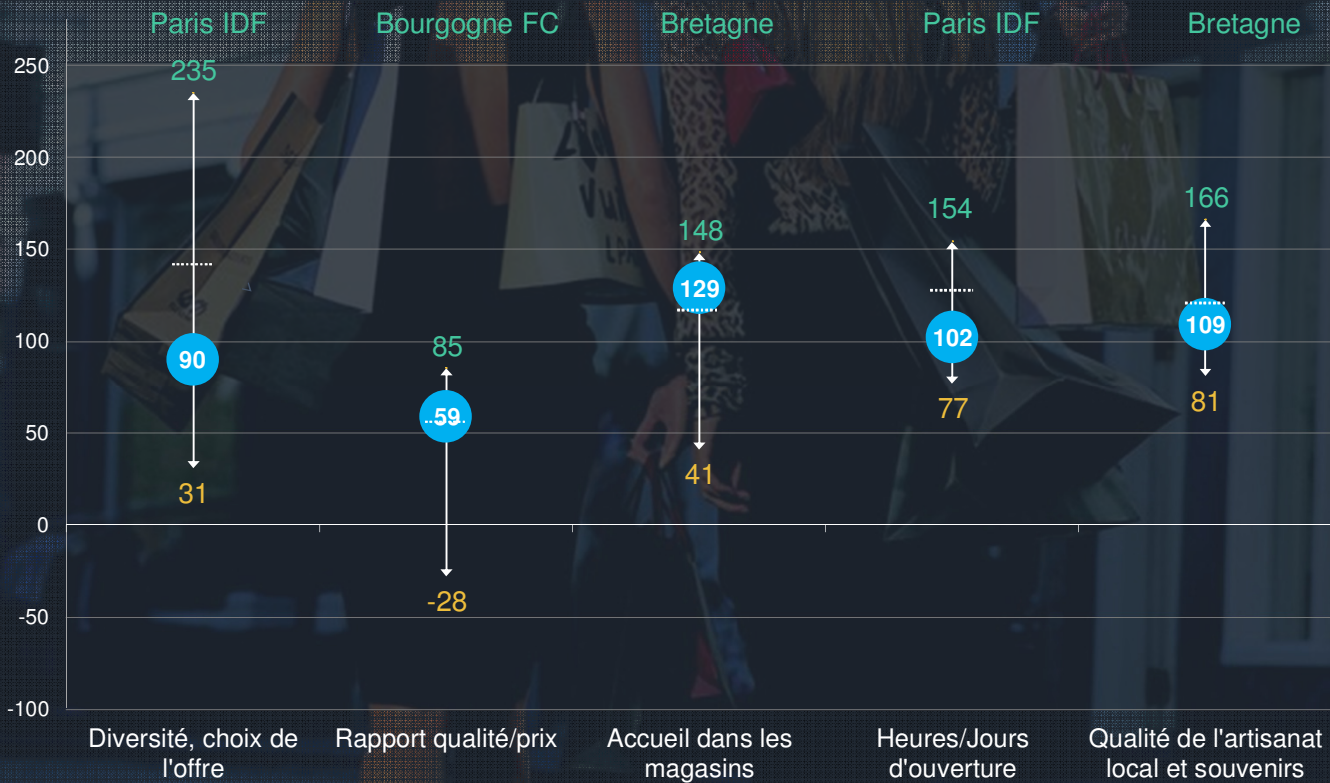 Paris IDF Bourgogne FC Bretagne Paris IDF Bretagne
250
235
200
166
154
150
148
129
109
102
100
90
85
81
77
59
50
41
31
0
-28
-50
-100
Diversité, choix de
l'offre
Rapport qualité/prix
Accueil dans les
magasins
Heures/Jours
d'ouverture
Qualité de l'artisanat
local et souvenirs